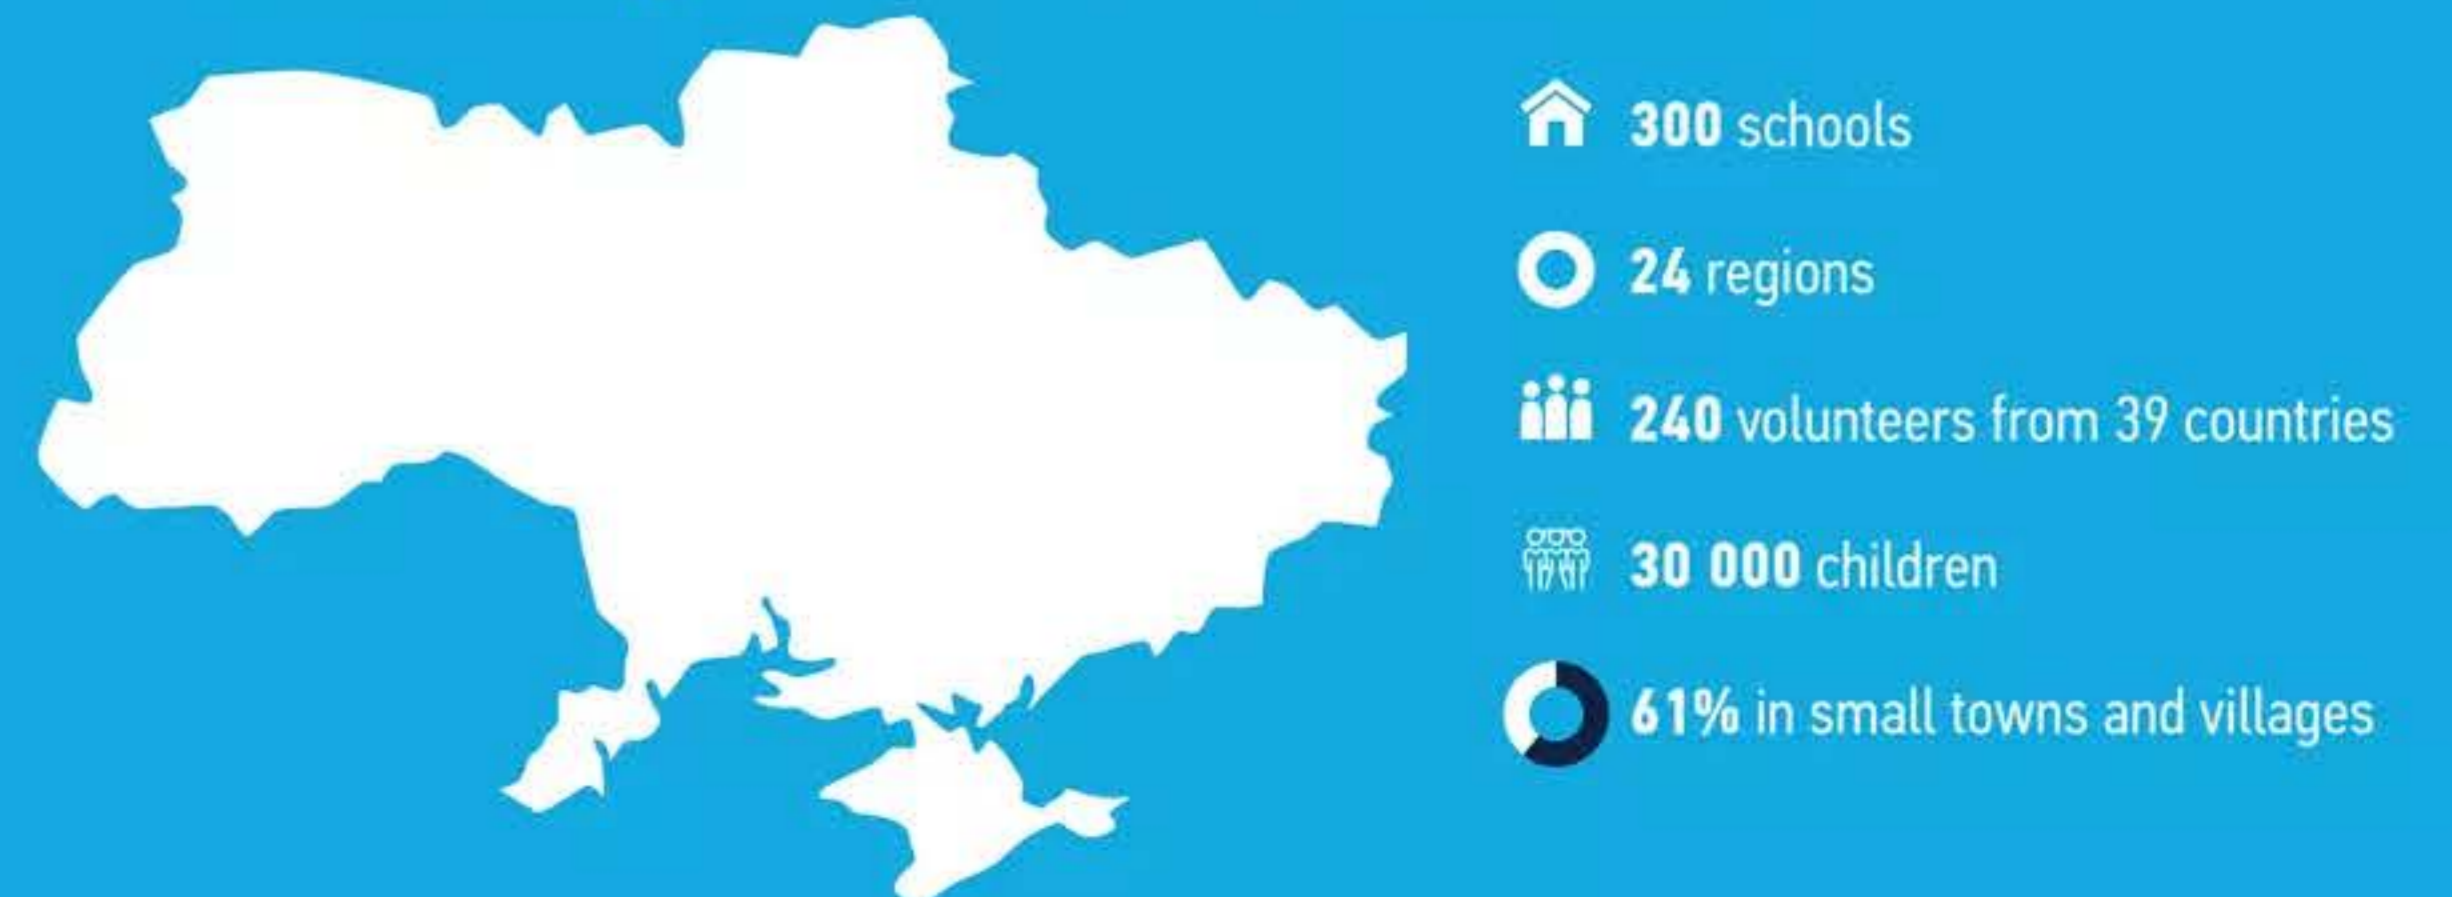 300 schools
24 regions
240 volunteers from 39 countries
30 000 children
61% in small towns and villages